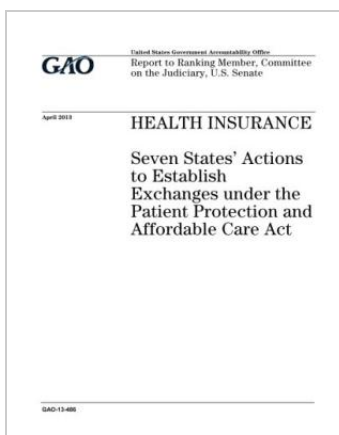 GAO
United States Government Accountability Office
Report to Ranking Member, Committee
on the Judiciary, U.S. Senate
April 2013
HEALTH INSURANCE
Seven States' Actions
to Establish
Exchanges under the
Patient Protection and
Affordable Care Act
GAO-13-486